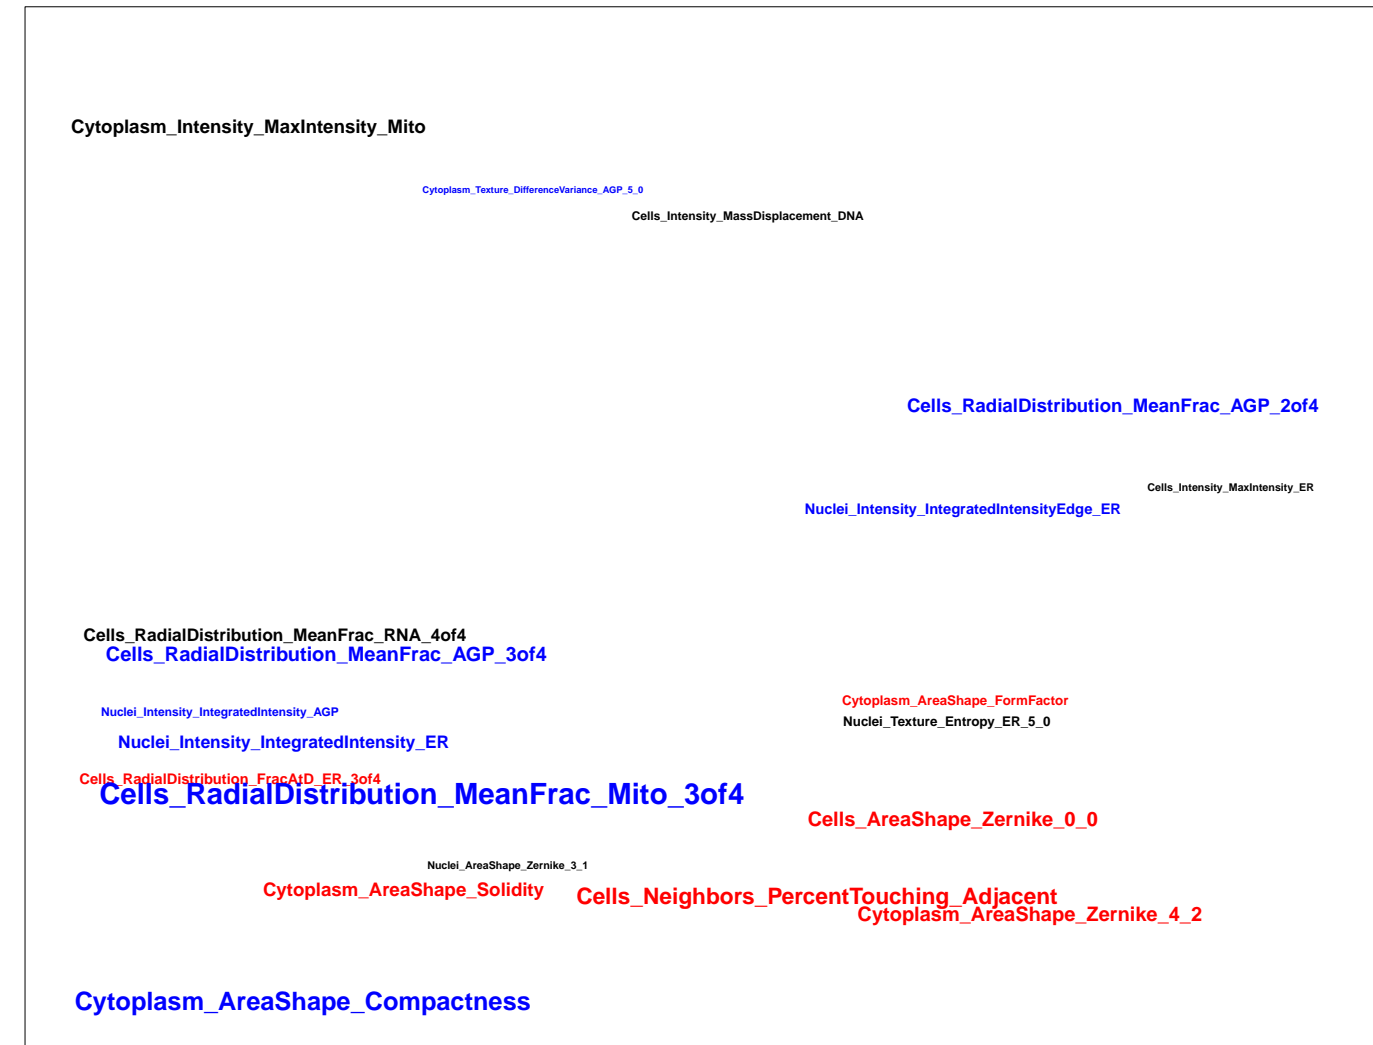 Cytoplasm_Intensity_MaxIntensity_Mito
Cytoplasm_Texture_DifferenceVariance_AGP_5_0
Cells_Intensity_MassDisplacement_DNA
Cells_RadialDistribution_MeanFrac_AGP_2of4
Cells_Intensity_MaxIntensity_ER
Nuclei_Intensity_IntegratedIntensityEdge_ER
Cells_RadialDistribution_MeanFrac_RNA_4of4
Cells_RadialDistribution_MeanFrac_AGP_3of4
Cytoplasm_AreaShape_FormFactor
Nuclei_Intensity_IntegratedIntensity_AGP
Nuclei_Texture_Entropy_ER_5_0
Nuclei_Intensity_IntegratedIntensity_ER
Cells_RadialDistribution_FracAtD_ER_3of4
Cells_RadialDistribution_MeanFrac_Mito_3of4
Cells_AreaShape_Zernike_0_0
Nuclei_AreaShape_Zernike_3_1
Cytoplasm_AreaShape_Solidity
Cells_Neighbors_PercentTouching_Adjacent
Cytoplasm_AreaShape_Zernike_4_2
Cytoplasm_AreaShape_Compactness